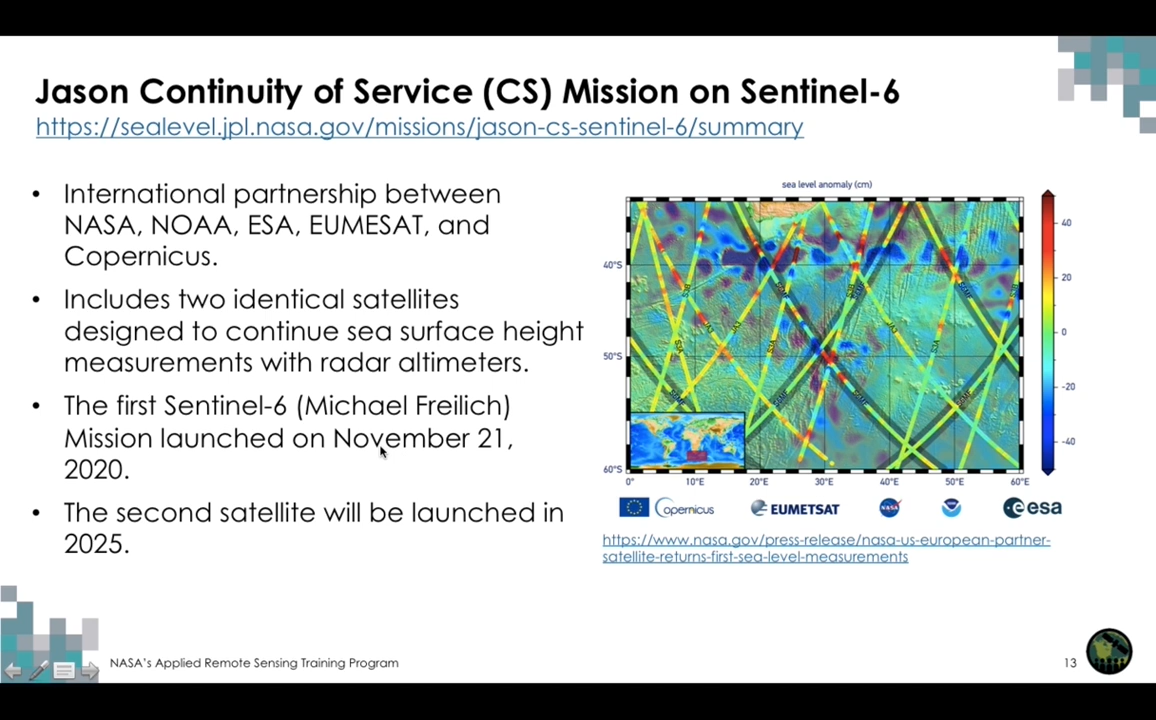 Jason Continuity of Service (CS) Mission on Sentinel-6
https://sealevel.jpl.nasa.gov/missions/jason-cs-sentinel-6/summary
• International partnership between
NASA, NOAA, ESA, EUMESAT, and
Copernicus.
• Includes two identical satellites
designed to continue sea surface height
measurements with radar altimeters.
• The first Sentinel-6 (Michael Freilich)
Mission launched on November 21,
2020.
• The second satellite will be launched in
2025.
sea level anomaly (cm)
40
20
0
-20
-40
40°S
50°S
60°S
0° 10°E 20°E 30°E 40°E 50°E 60°E
opernicus EUMETSAT NASA esa
https://www.nasa.gov/press-release/nasa-us-european-partner-
satellite-returns-first-sea-level-measurements
NASA's Applied Remote Sensing Training Program
13